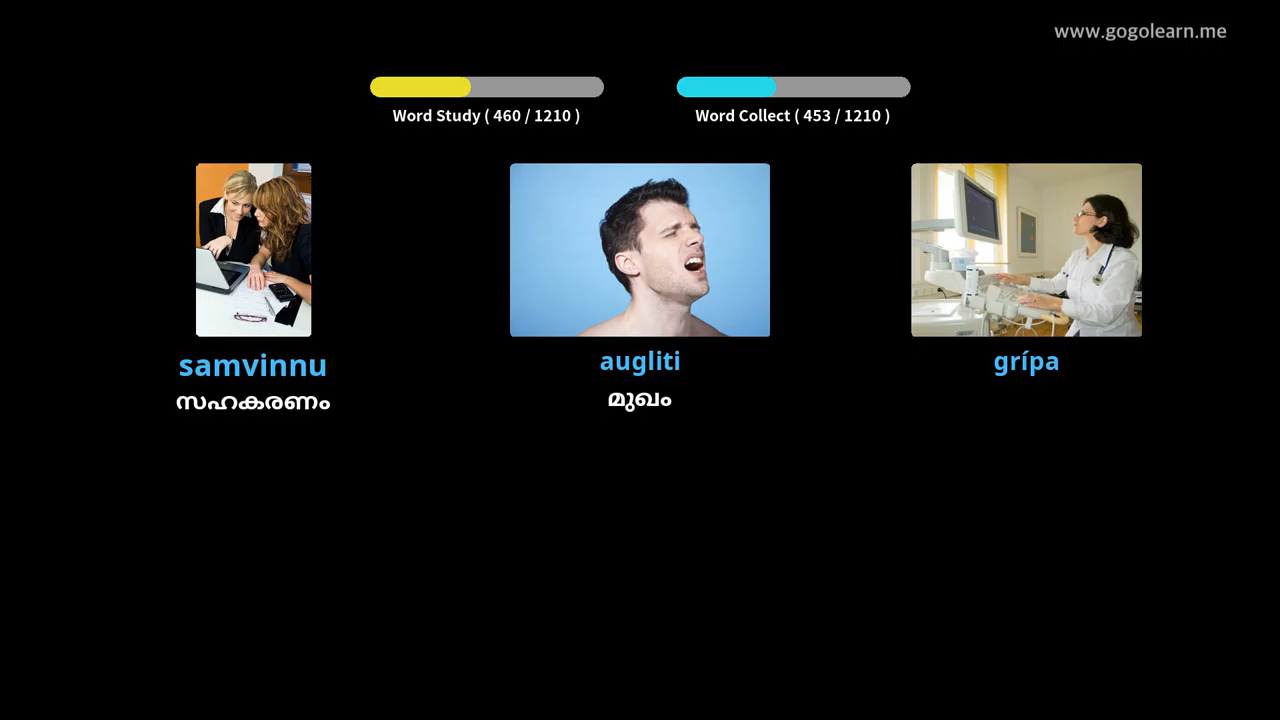 www.gogolearn.me
Word Study ( 460 / 1210 )
Word Collect ( 453 / 1210 )
samvinnu
augliti
grípa
സഹകരണം
മുഖം